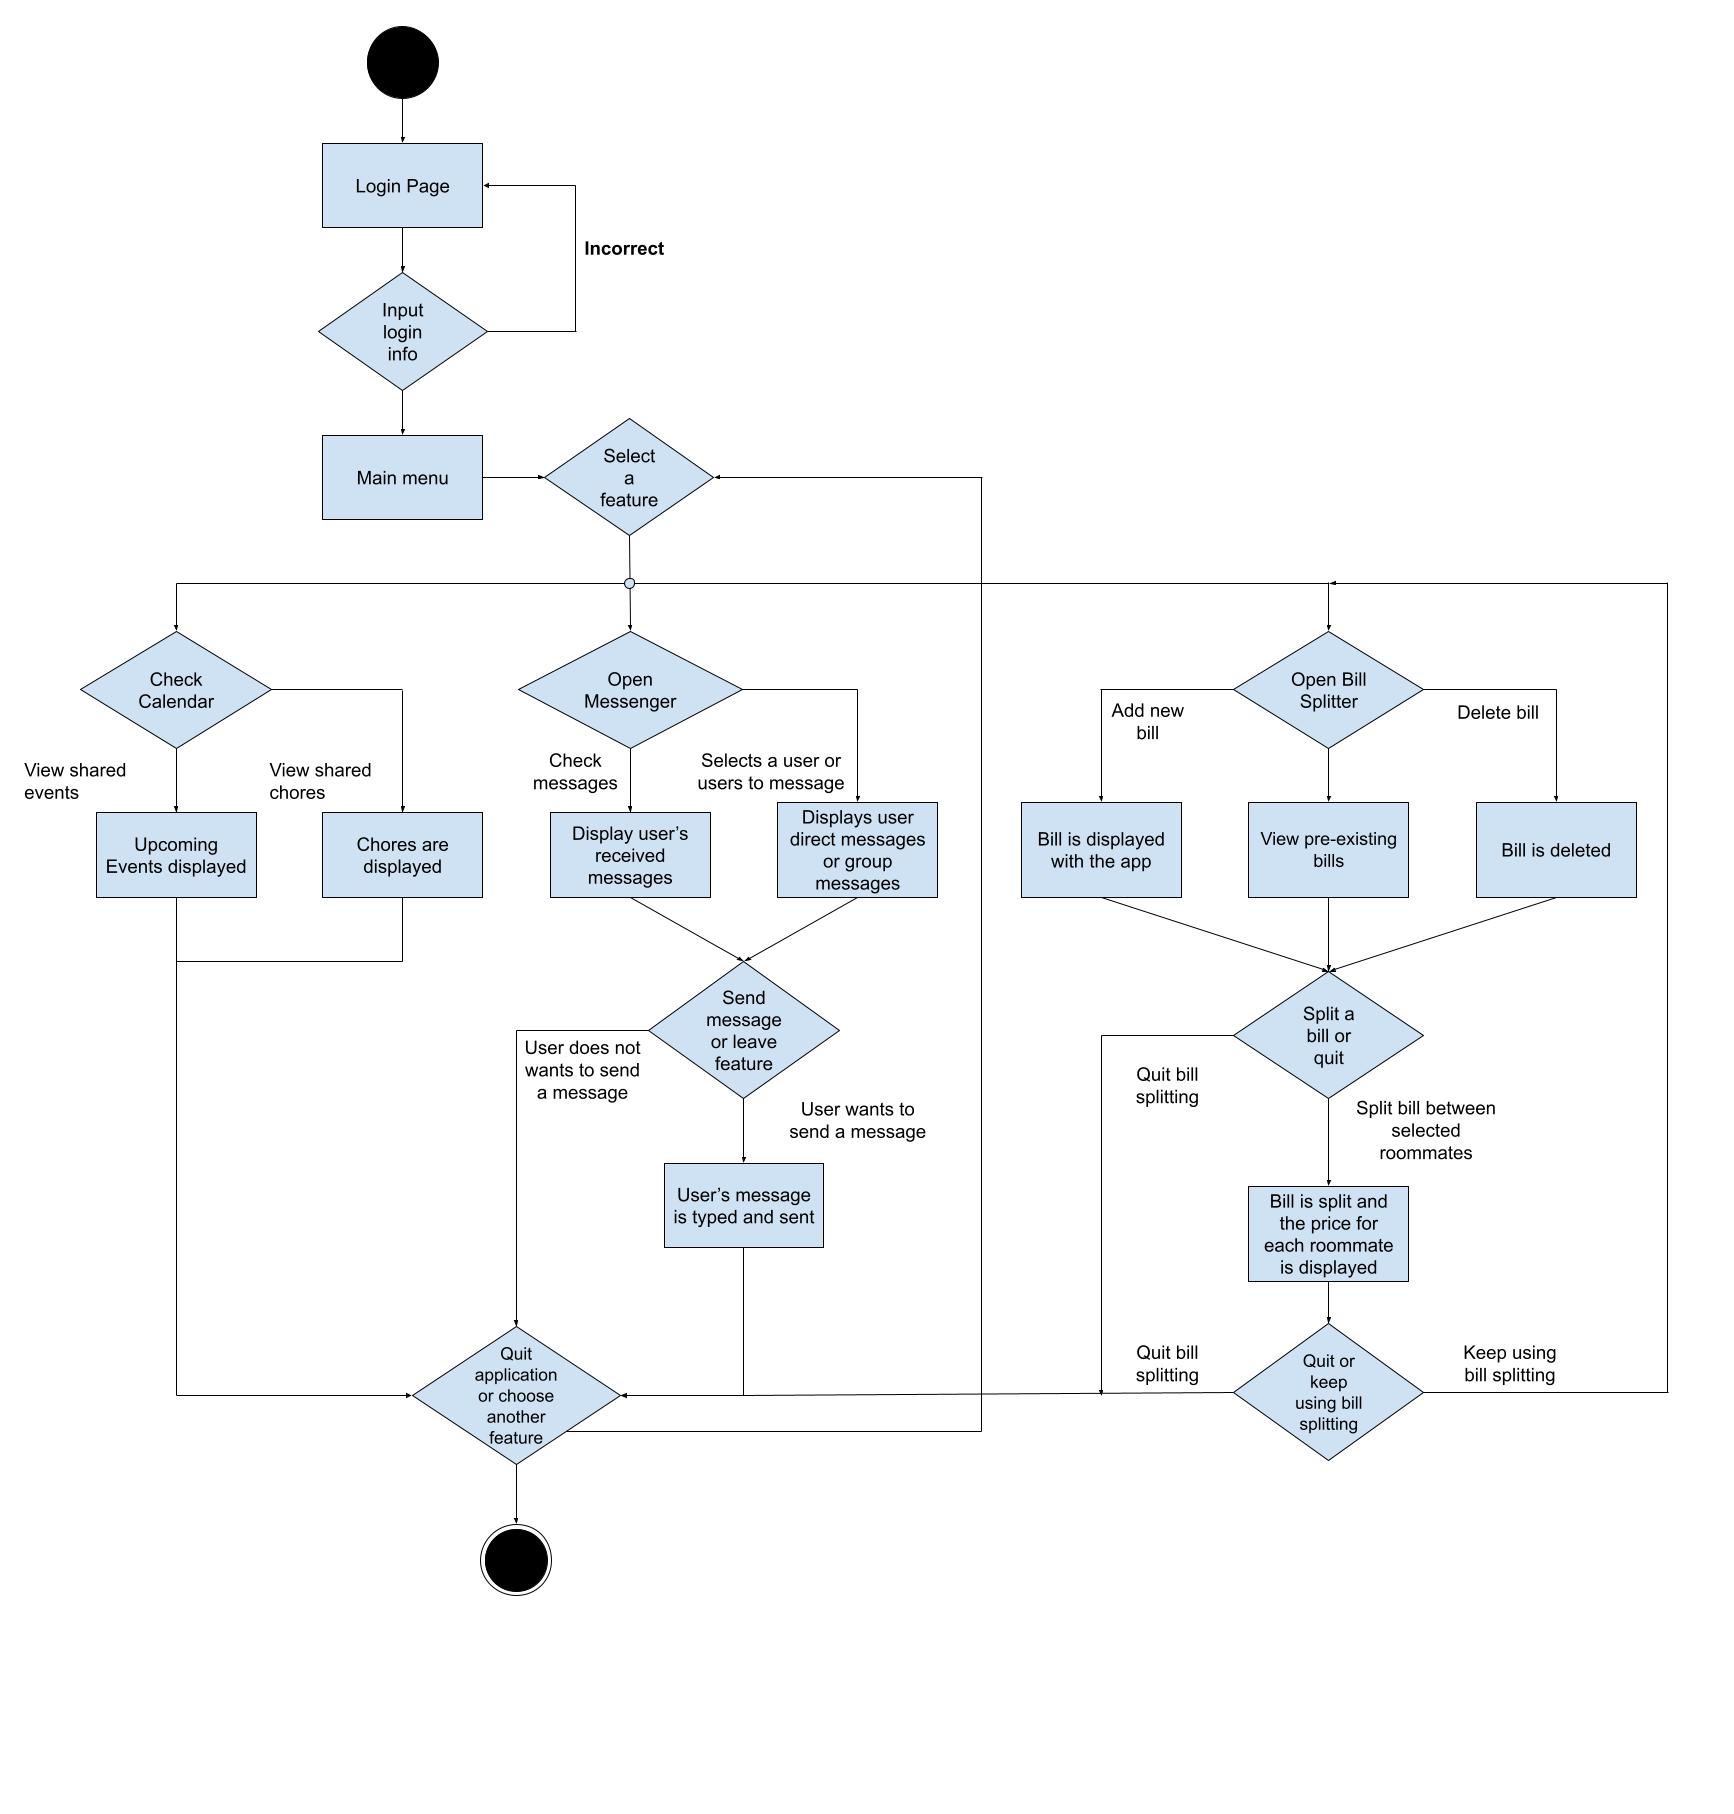 Login Page
Incorrect
Input
login
info
Main menu
Select
a
feature
Check
Calendar
View shared
events
View shared
chores
Upcoming
Events displayed
Chores are
displayed
Open
Messenger
Check
messages
Selects a user or
users to message
Display user’s
received
messages
Displays user
direct messages
or group
messages
Send
message
or leave
feature
User does not
wants to send
a message
User wants to
send a message
User’s message
is typed and sent
Open Bill
Splitter
Add new
bill
Delete bill
Bill is displayed
with the app
View pre-existing
bills
Bill is deleted
Split a
bill or
quit
Quit bill
splitting
Split bill between
selected
roommates
Bill is split and
the price for
each roommate
is displayed
Quit or
keep
using bill
splitting
Quit bill
splitting
Keep using
bill splitting
Quit
application
or choose
another
feature